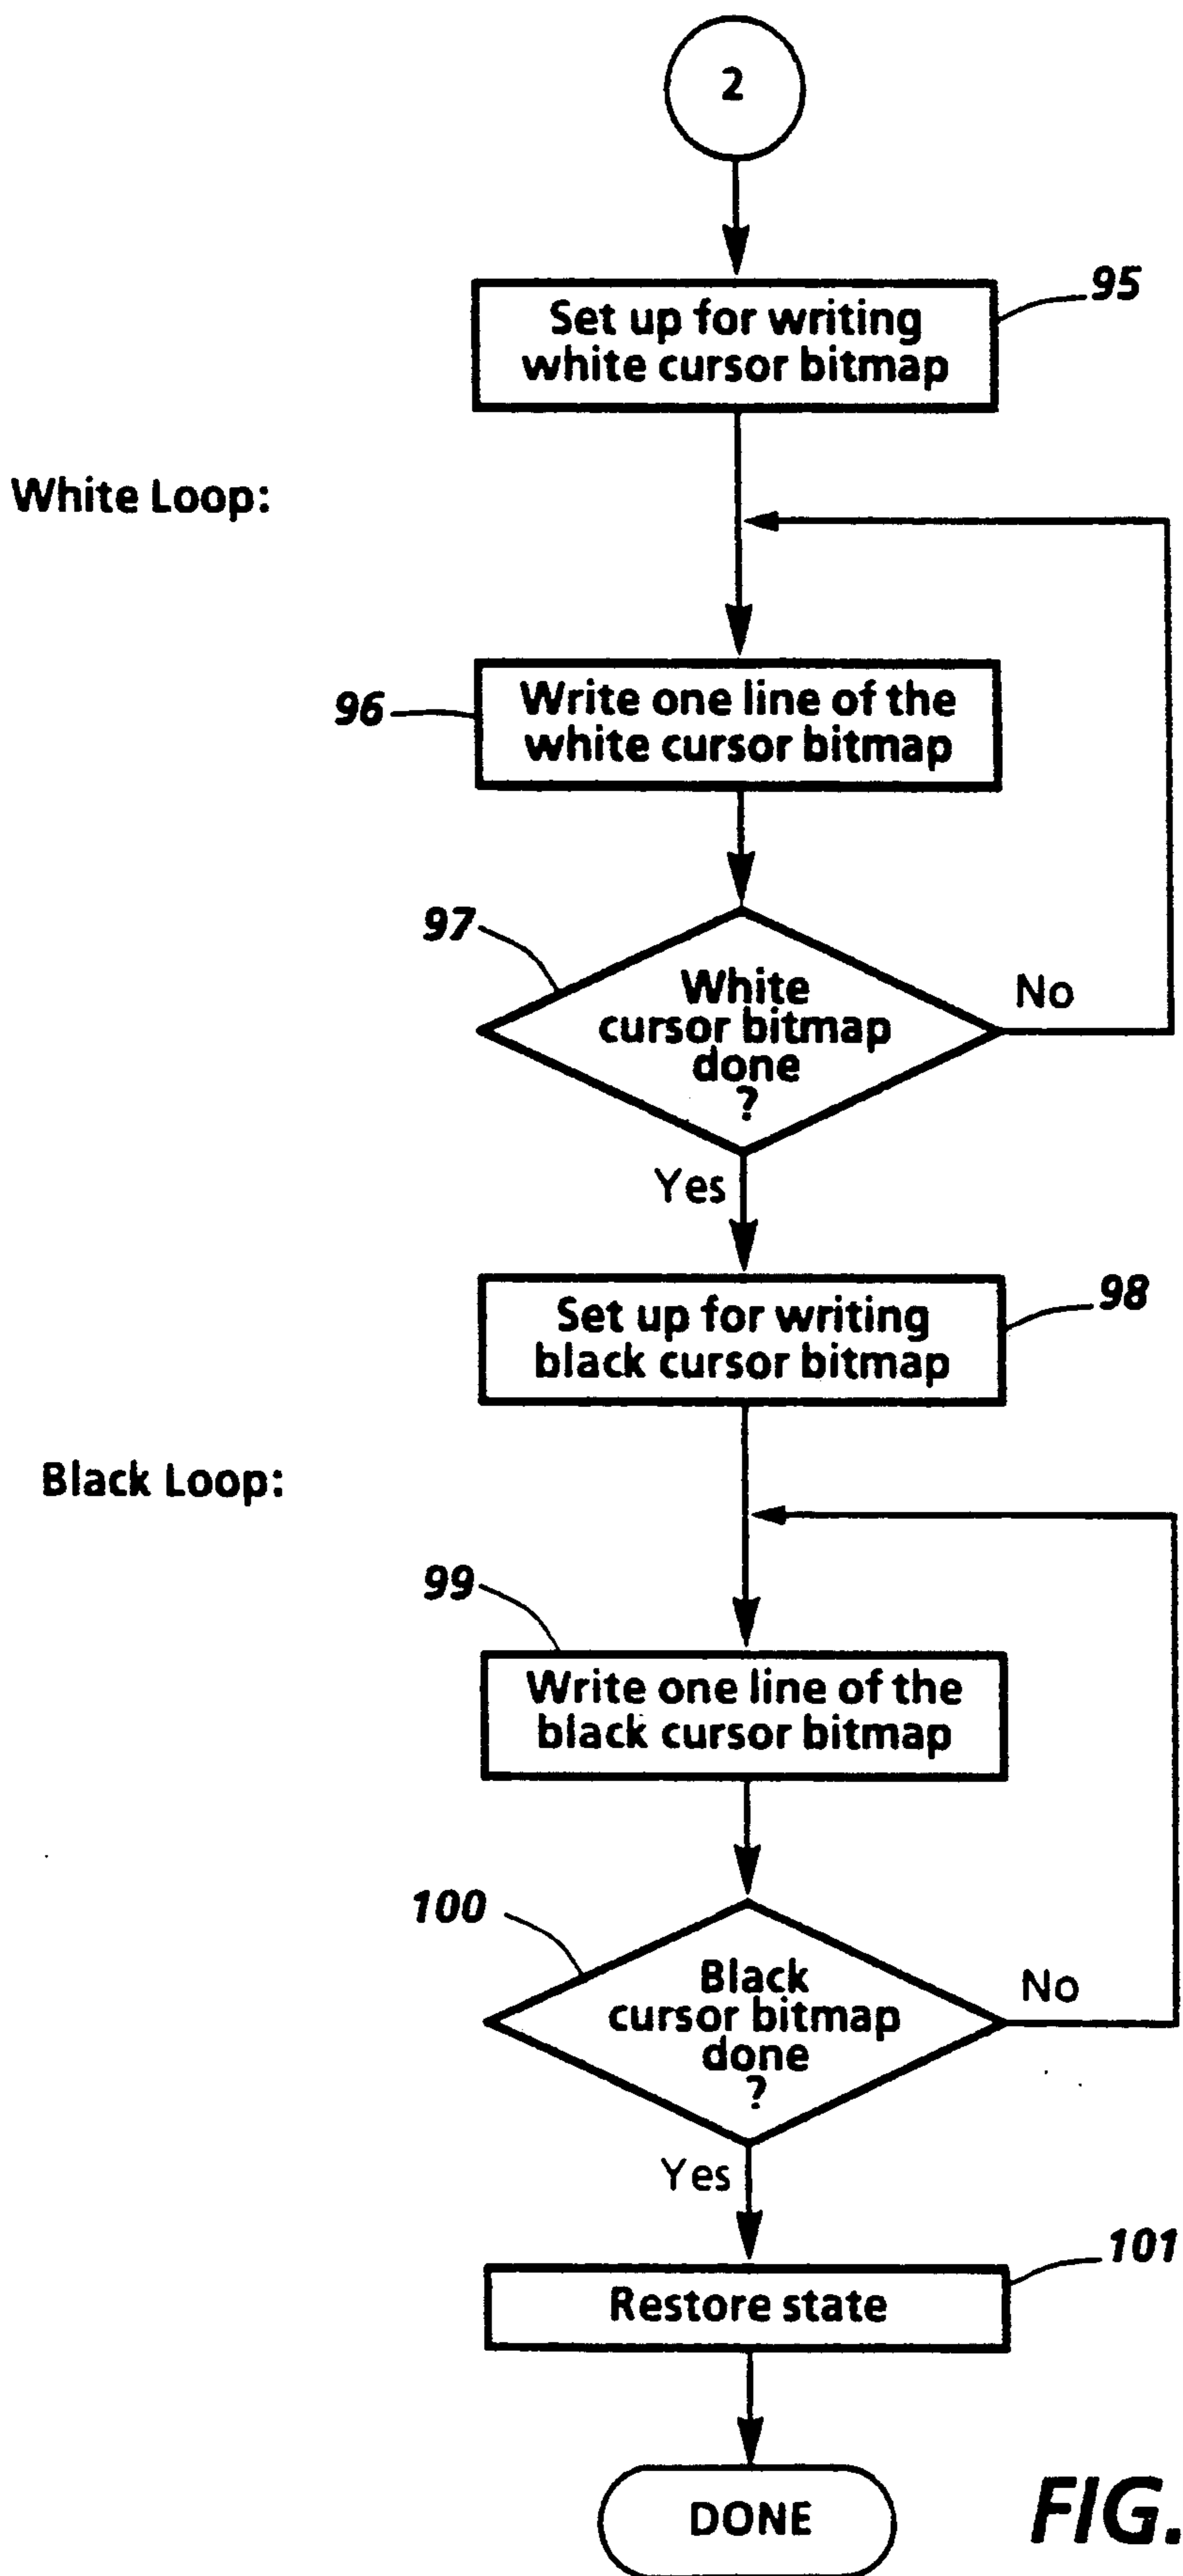 2
Set up for writing
white cursor bitmap
95
White Loop:
96
Write one line of the
white cursor bitmap
97
White
cursor bitmap
done
?
No
Yes
Set up for writing
black cursor bitmap
98
Black Loop:
99
Write one line of the
black cursor bitmap
100
Black
cursor bitmap
done
?
No
Yes
Restore state
101
DONE
FIG.